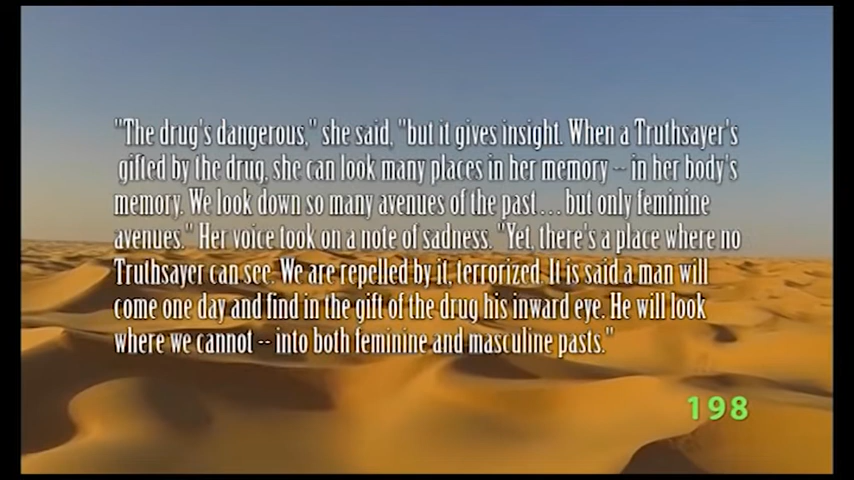 "The drug's dangerous," she said, "but it gives insight. When a Truthsayer's
gifted by the drug, she can look many places in her memory -- in her body's
memory. We look down so many avenues of the past... but only feminine
avenues." Her voice took on a note of sadness. "Yet, there's a place where no
Truthsayer can see. We are repelled by it, terrorized. It is said a man will
come one day and find in the gift of the drug his inward eye. He will look
where we cannot -- into both feminine and masculine pasts."
198